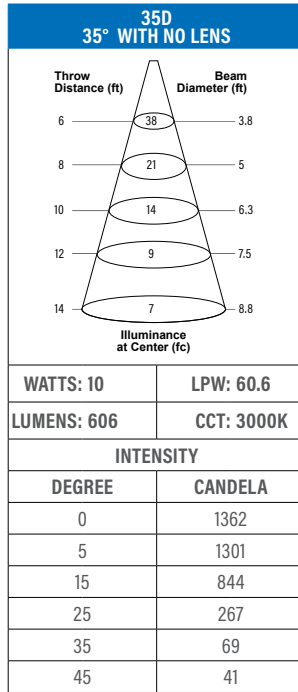 35D
35° WITH NO LENS
Throw Distance (ft)
Beam Diameter (ft)
6 38 3.8
8 21 5
10 14 6.3
12 9 7.5
14 7 8.8
Illuminance
at Center (fc)
WATTS: 10 LPW: 60.6
LUMENS: 606 CCT: 3000K
INTENSITY
DEGREE CANDELA
0 1362
5 1301
15 844
25 267
35 69
45 41